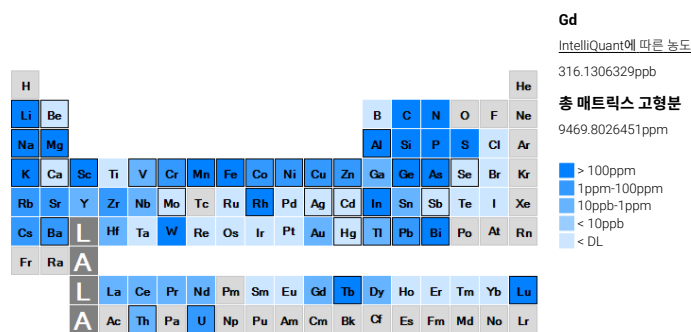 Gd
IntelliQuant에 따른 농도
316.1306329ppb
총 매트릭스 고형분
9469.8026451ppm
> 100ppm
1ppm-100ppm
10ppb-1ppm
< 10ppb
< DL
H He
Li Be B C N O F Ne
Na Mg Al Si P S Cl Ar
K Ca Sc Ti V Cr Mn Fe Co Ni Cu Zn Ga Ge As Se Br Kr
Rb Sr Y Zr Nb Mo Tc Ru Rh Pd Ag Cd In Sn Sb Te I Xe
Cs Ba L Hf Ta W Re Os Ir Pt Au Hg Tl Pb Bi Po At Rn
Fr Ra A
L La Ce Pr Nd Pm Sm Eu Gd Tb Dy Ho Er Tm Yb Lu
A Ac Th Pa U Np Pu Am Cm Bk Cf Es Fm Md No Lr